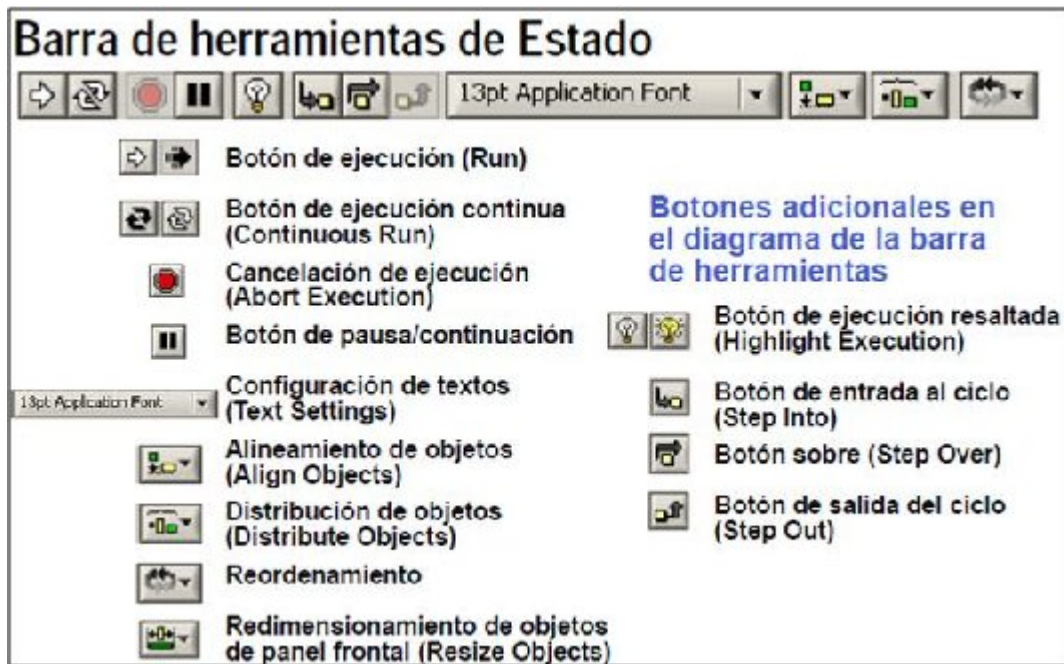 Barra de herramientas de Estado
13pt Application Font
Botón de ejecución (Run)
Botón de ejecución continua
(Continuous Run)
Cancelación de ejecución
(Abort Execution)
Botón de pausa/continuación
13pt Application Font
Configuración de textos
(Text Settings)
Alineamiento de objetos
(Align Objects)
Distribución de objetos
(Distribute Objects)
Reordenamiento
Redimensionamiento de objetos
de panel frontal (Resize Objects)
Botones adicionales en
el diagrama de la barra
de herramientas
Botón de ejecución resaltada
(Highlight Execution)
Botón de entrada al ciclo
(Step Into)
Botón sobre (Step Over)
Botón de salida del ciclo
(Step Out)